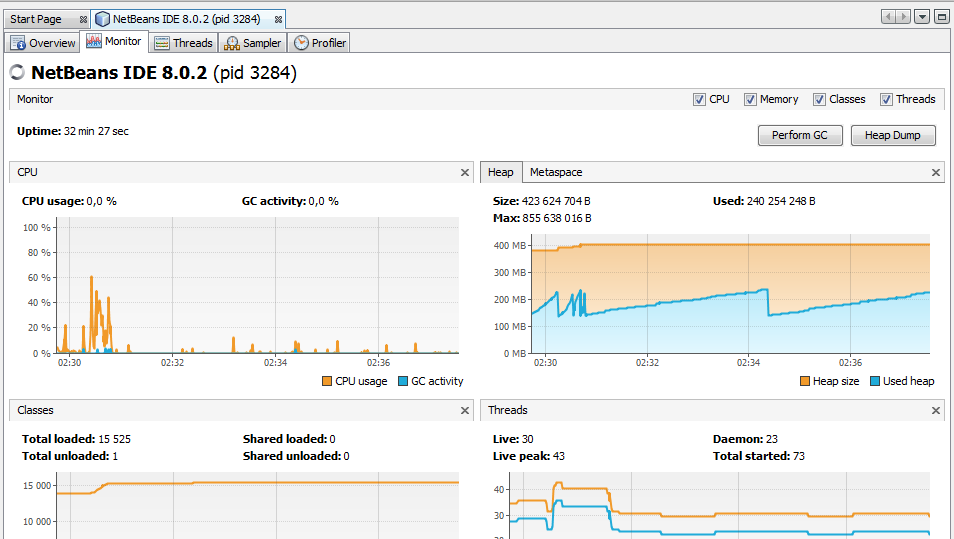 Start Page
NetBeans IDE 8.0.2 (pid 3284)
Overview Monitor Threads Sampler Profiler
NetBeans IDE 8.0.2 (pid 3284)
Monitor CPU Memory Classes Threads
Uptime: 32 min 27 sec
Perform GC Heap Dump
CPU
CPU usage: 0,0 % GC activity: 0,0 %
100 %
80 %
60 %
40 %
20 %
0 %
02:30 02:32 02:34 02:36
CPU usage GC activity
Heap Metaspace
Size: 423 624 704 B Used: 240 254 248 B
Max: 855 638 016 B
400 MB
300 MB
200 MB
100 MB
0 MB
02:30 02:32 02:34 02:36
Heap size Used heap
Classes
Total loaded: 15 525 Shared loaded: 0
Total unloaded: 1 Shared unloaded: 0
15 000
10 000
Threads
Live: 30 Daemon: 23
Live peak: 43 Total started: 73
40
30